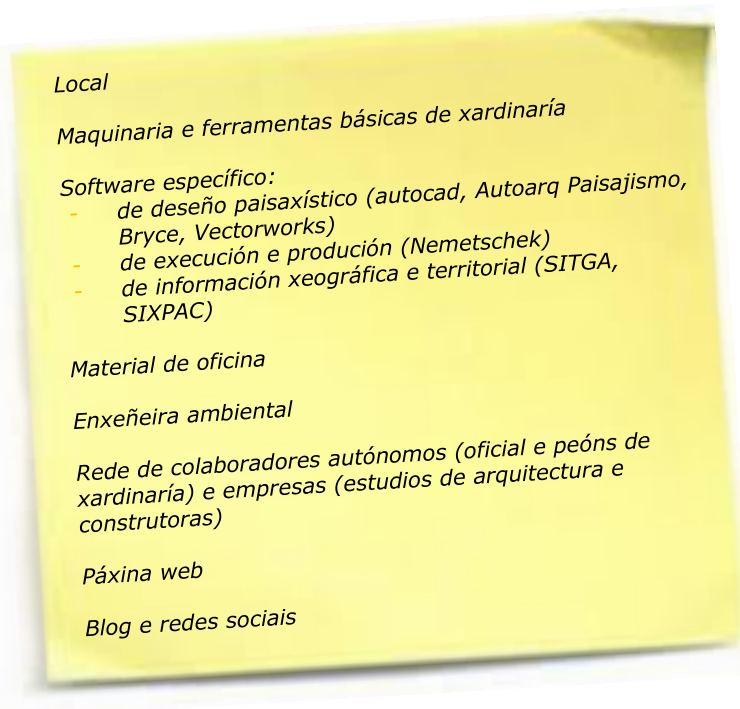 Local
Maquinaria e ferramentas básicas de xardinaría
Software específico:
- de deseño paisaxístico (autocad, Autoarq Paisajismo,
Bryce, Vectorworks)
- de execución e produción (Nemetschek)
- de información xeográfica e territorial (SITGA,
SIXPAC)
Material de oficina
Enxeñeira ambiental
Rede de colaboradores autónomos (oficial e peóns de
xardinaría) e empresas (estudios de arquitectura e
construtoras)
Páxina web
Blog e redes sociais